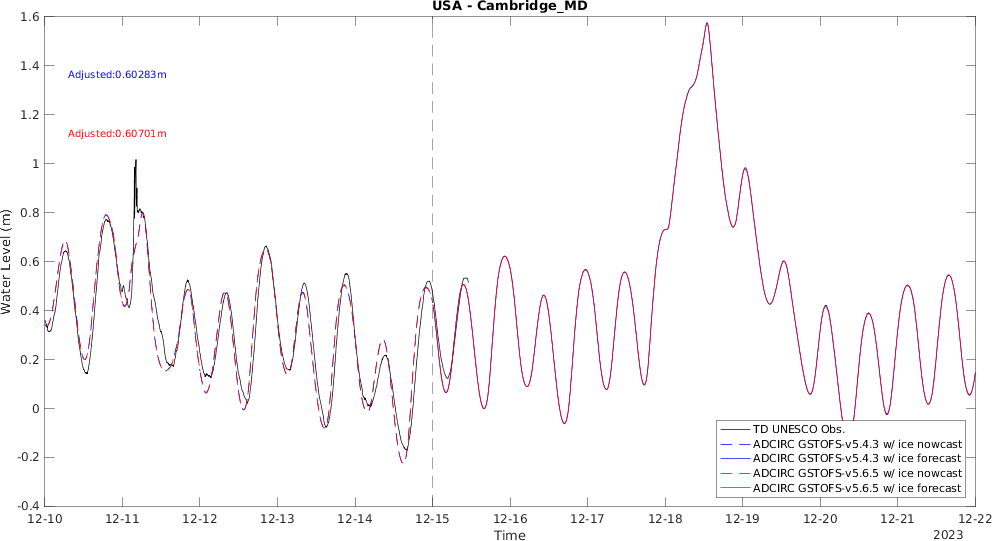 USA - Cambridge_MD
1.6
1.4
1.2
1
0.8
0.6
0.4
0.2
0
-0.2
-0.4
Water Level (m)
Adjusted:0.60283m
Adjusted:0.60701m
TD UNESCO Obs.
ADCIRC GSTOFS-v5.4.3 w/ ice nowcast
ADCIRC GSTOFS-v5.4.3 w/ ice forecast
ADCIRC GSTOFS-v5.6.5 w/ ice nowcast
ADCIRC GSTOFS-v5.6.5 w/ ice forecast
12-10 12-11 12-12 12-13 12-14 12-15 12-16 12-17 12-18 12-19 12-20 12-21 12-22
Time
2023